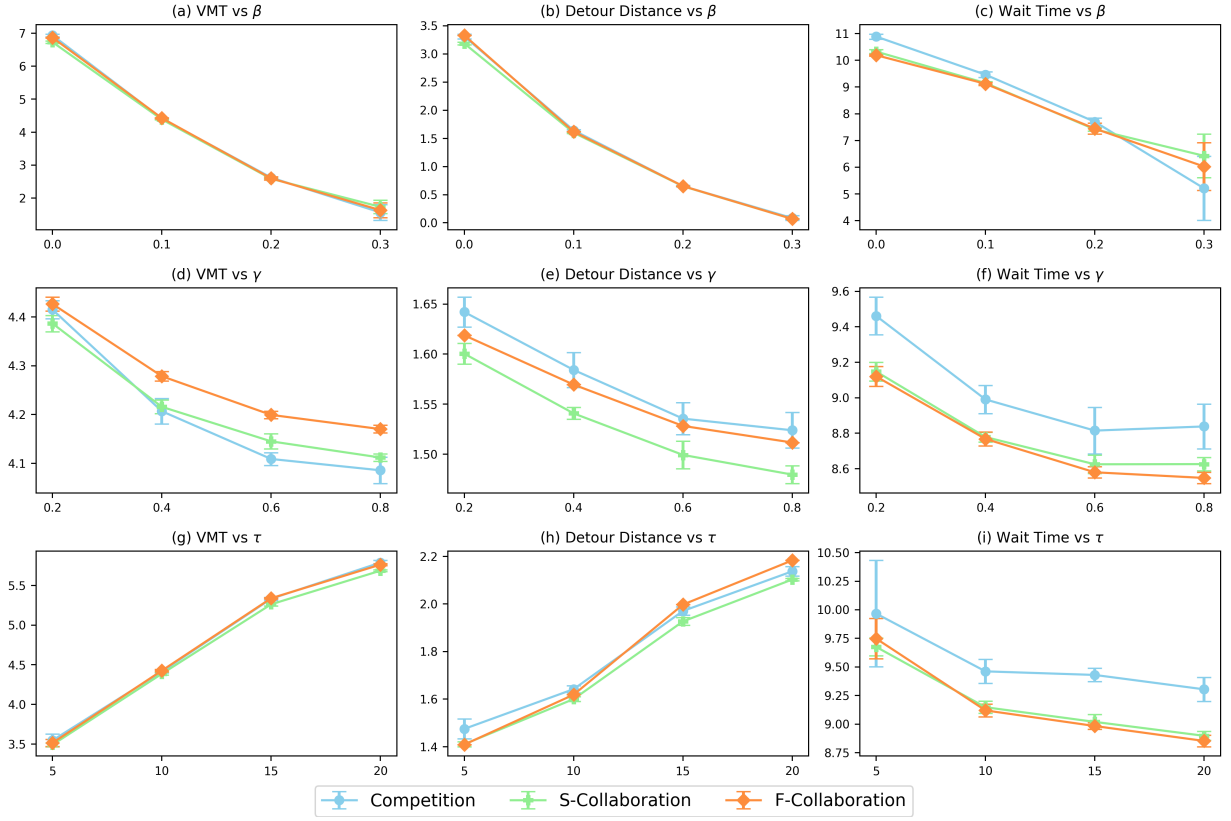 (a) VMT vs β
7
6
5
4
3
2
0.0 0.1 0.2 0.3
(b) Detour Distance vs β
3.5
3.0
2.5
2.0
1.5
1.0
0.5
0.0
0.0 0.1 0.2 0.3
(c) Wait Time vs β
11
10
9
8
7
6
5
4
0.0 0.1 0.2 0.3
(d) VMT vs γ
4.4
4.3
4.2
4.1
0.2 0.4 0.6 0.8
(e) Detour Distance vs γ
1.65
1.60
1.55
1.50
0.2 0.4 0.6 0.8
(f) Wait Time vs γ
9.6
9.4
9.2
9.0
8.8
8.6
0.2 0.4 0.6 0.8
(g) VMT vs τ
5.5
5.0
4.5
4.0
3.5
5 10 15 20
(h) Detour Distance vs τ
2.2
2.0
1.8
1.6
1.4
5 10 15 20
(i) Wait Time vs τ
10.50
10.25
10.00
9.75
9.50
9.25
9.00
8.75
5 10 15 20
Competition S-Collaboration F-Collaboration